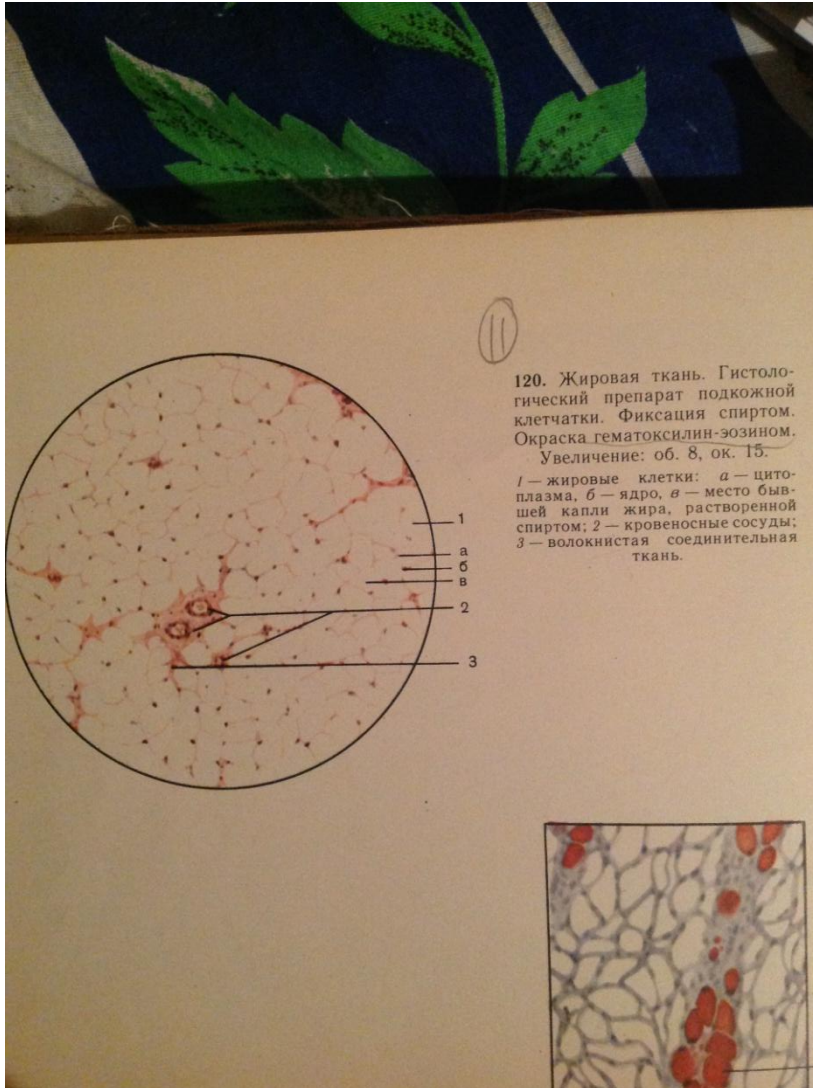 11
120. Жировая ткань. Гистоло-
гический препарат подкожной
клетчатки. Фиксация спиртом.
Окраска гематоксилин-эозином.
Увеличение: об. 8, ок. 15.
1 — жировые клетки: а — цито-
плазма, б — ядро, в — место быв-
шей капли жира, растворенной
спиртом; 2 — кровеносные сосуды;
3 — волокнистая соединительная
ткань.
1
а
б
в
2
3